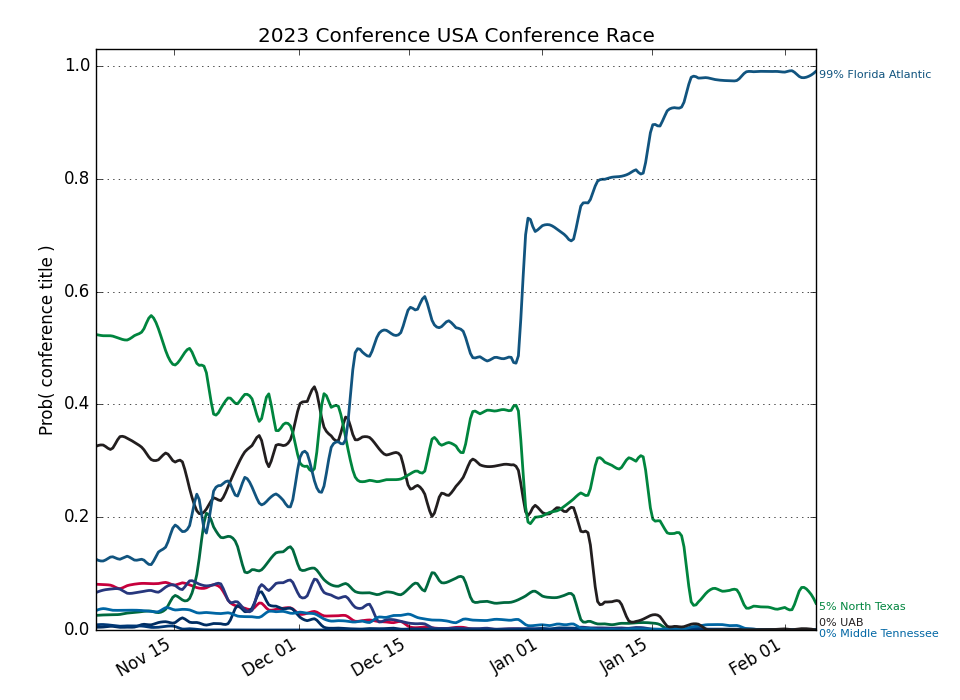 2023 Conference USA Conference Race
Prob( conference title )
1.0
0.8
0.6
0.4
0.2
0.0
Nov 15
Dec 01
Dec 15
Jan 01
Jan 15
Feb 01
99% Florida Atlantic
5% North Texas
0% UAB
0% Middle Tennessee